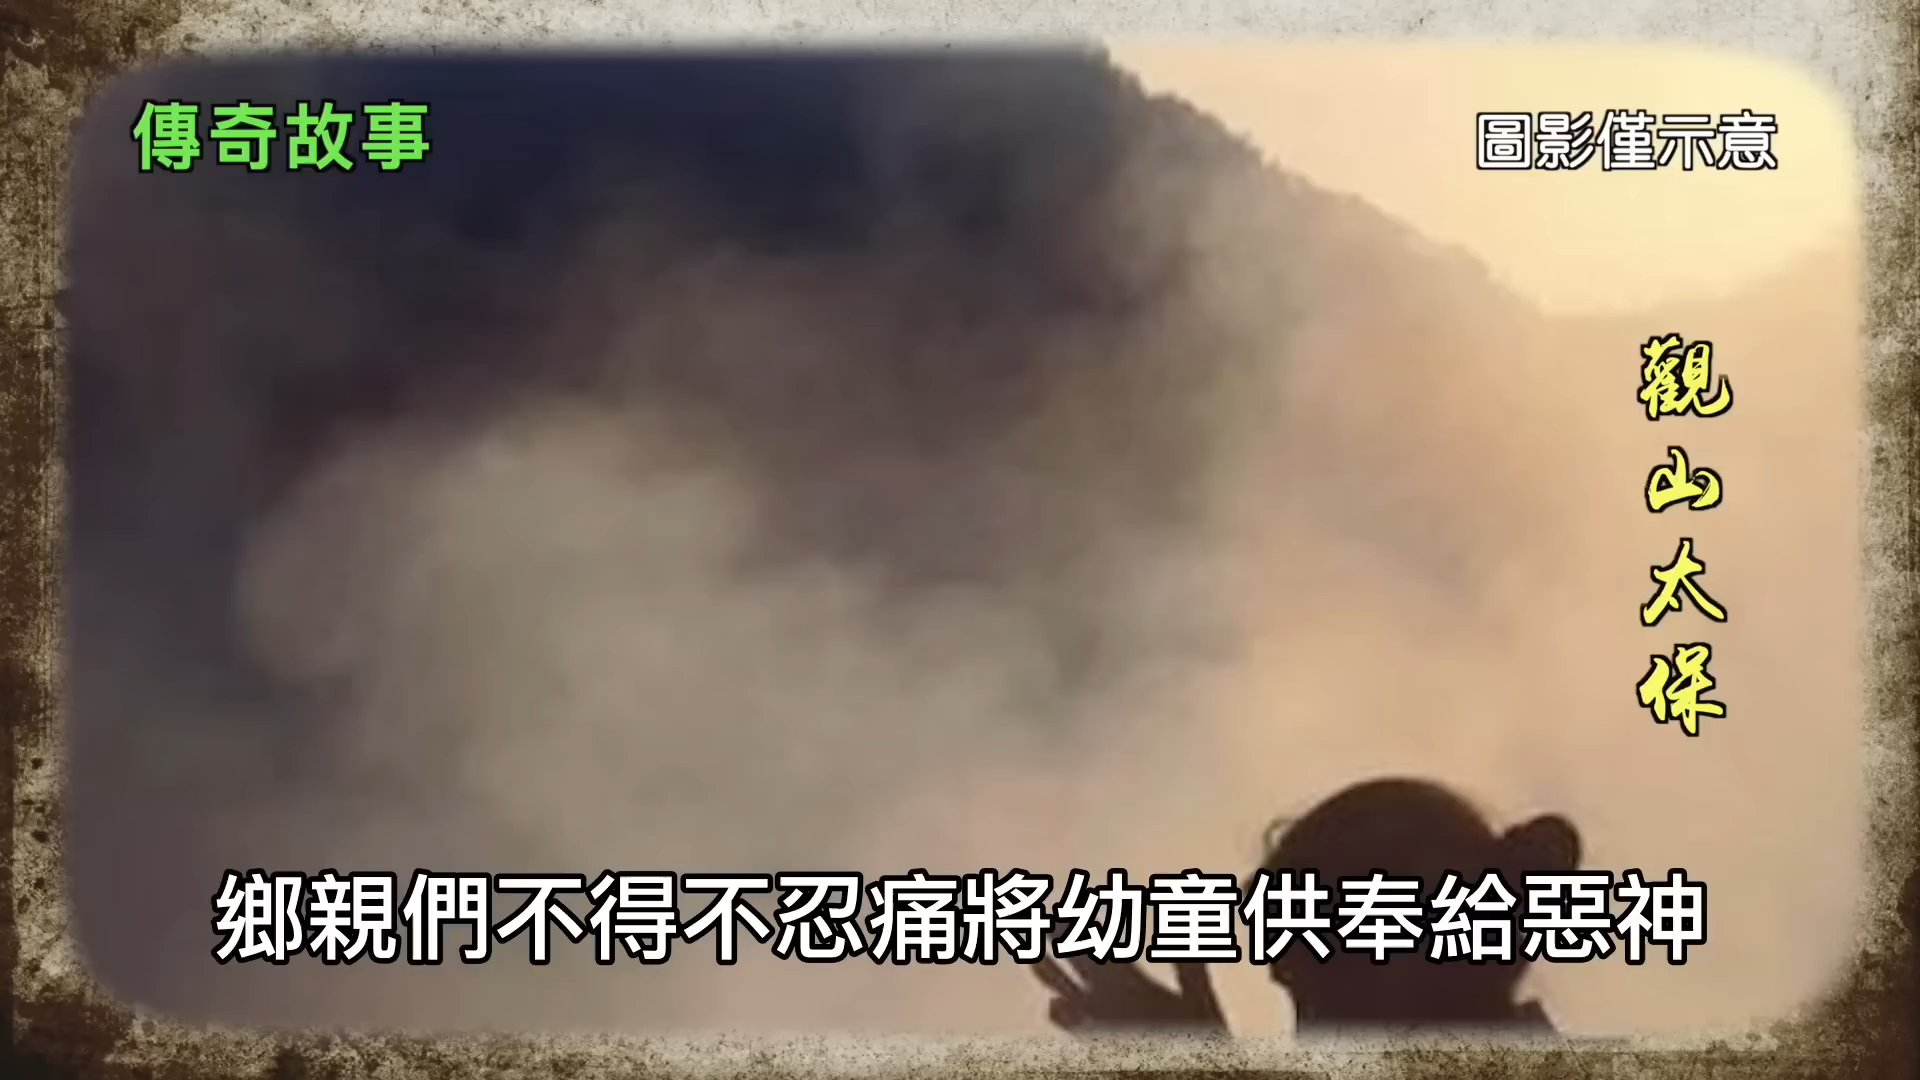 傳奇故事
圖影僅示意
觀山太保
鄉親們不得不忍痛將幼童供奉給惡神